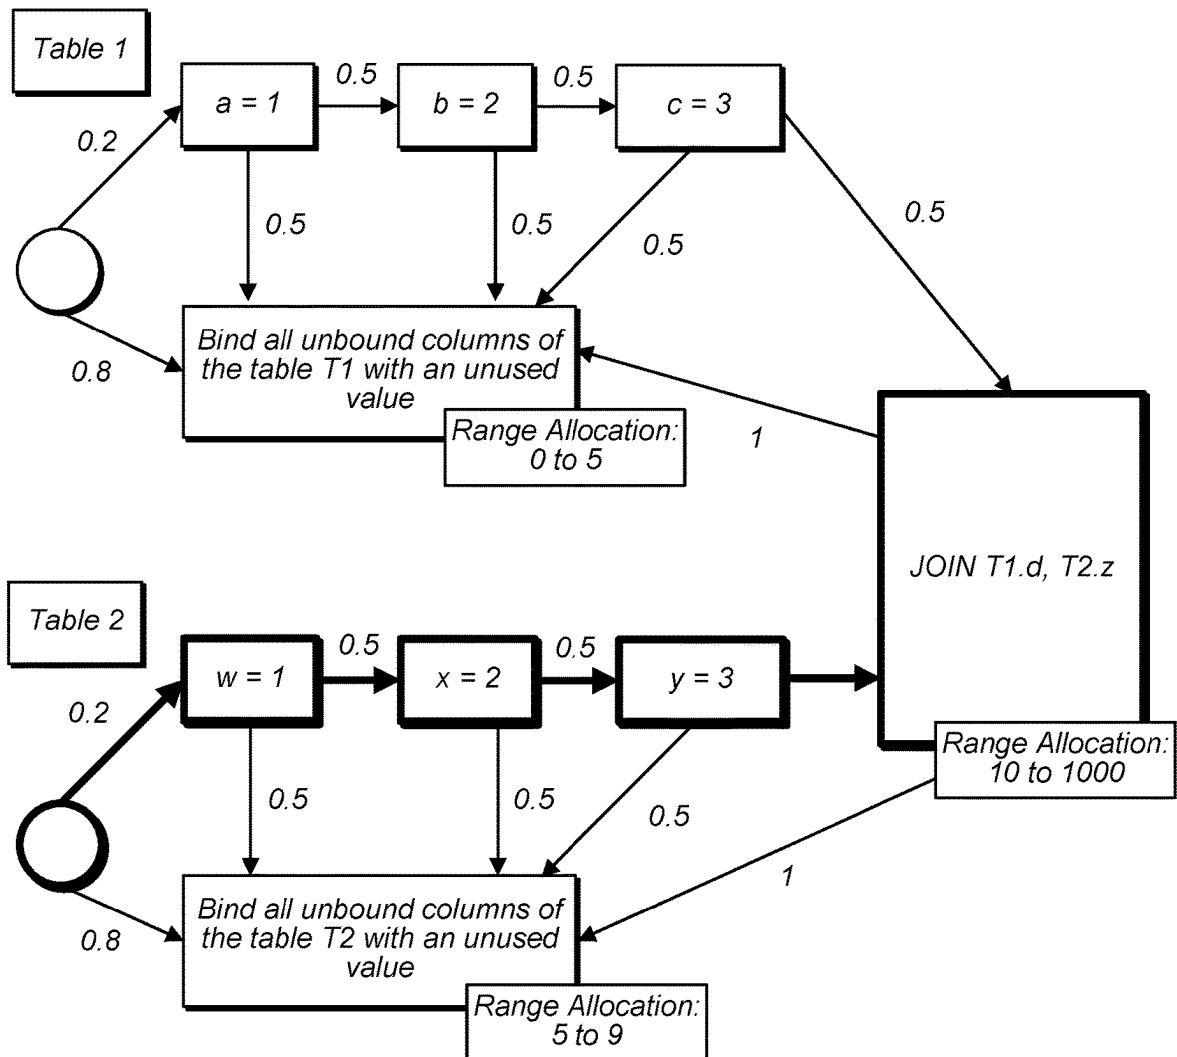 Table 1
0.5
0.5
a = 1
b = 2
c = 3
0.2
0.5
0.5
0.5
0.5
Bind all unbound columns of
the table T1 with an unused
value
0.8
Range Allocation:
0 to 5
1
JOIN T1.d, T2.z
Table 2
0.5
0.5
w = 1
x = 2
y = 3
0.2
Range Allocation:
10 to 1000
0.5
0.5
0.5
1
Bind all unbound columns of
the table T2 with an unused
value
0.8
Range Allocation:
5 to 9